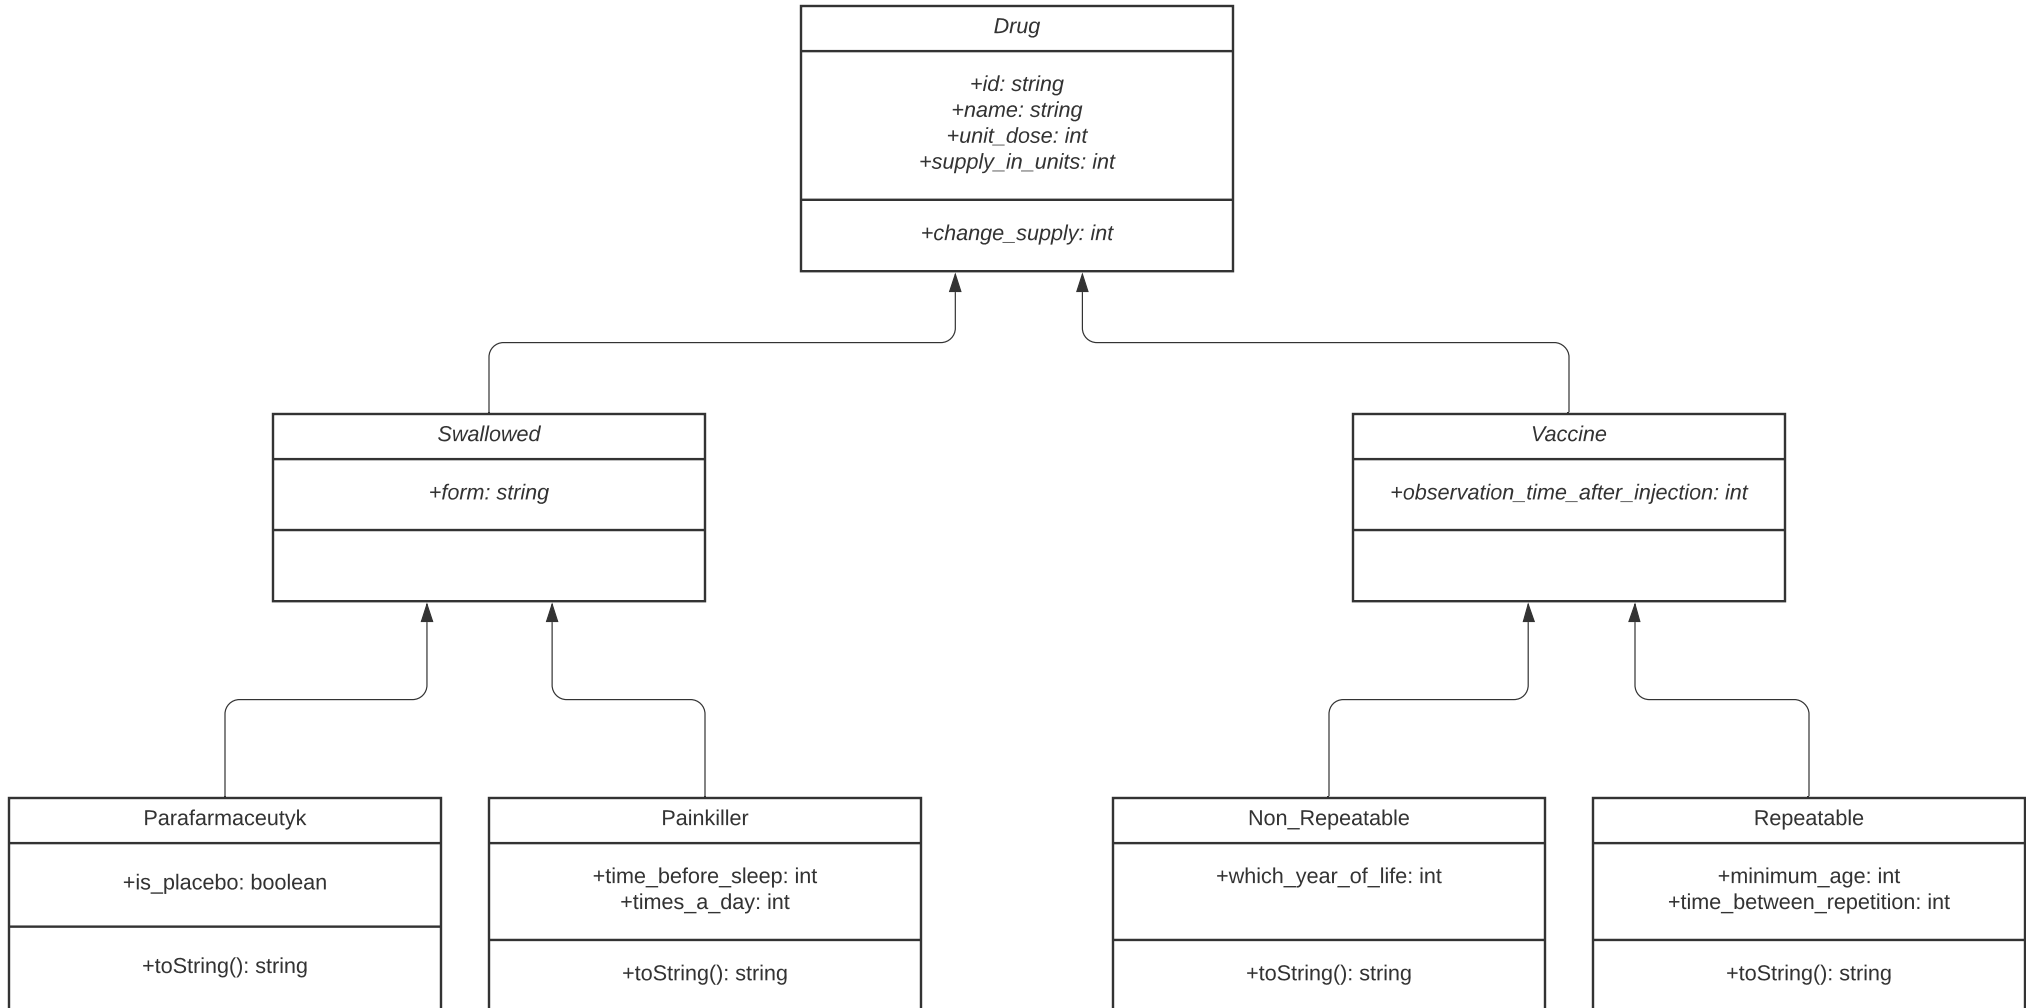 Drug
+id: string
+name: string
+unit_dose: int
+supply_in_units: int
+change_supply: int
Swallowed
+form: string
Vaccine
+observation_time_after_injection: int
Parafarmaceutyk
+is_placebo: boolean
+toString(): string
Painkiller
+time_before_sleep: int
+times_a_day: int
+toString(): string
Non_Repeatable
+which_year_of_life: int
+toString(): string
Repeatable
+minimum_age: int
+time_between_repetition: int
+toString(): string